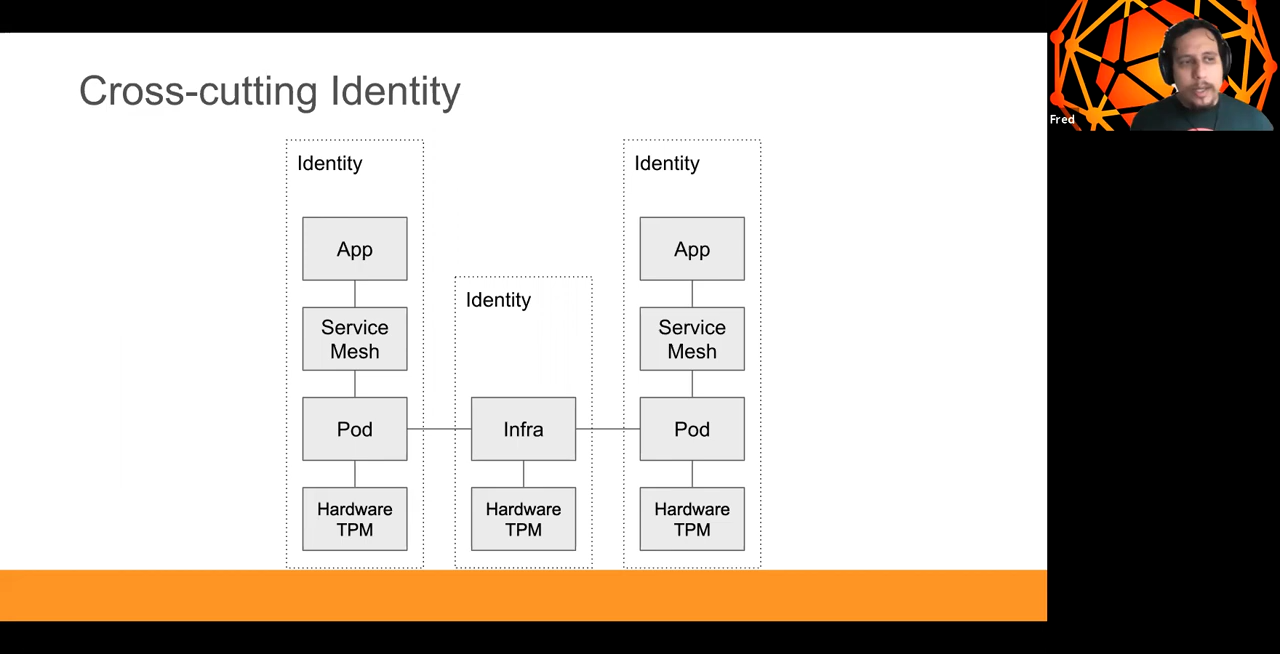 Cross-cutting Identity
Identity
App
Service
Mesh
Pod
Hardware
TPM
Identity
Infra
Hardware
TPM
Identity
App
Service
Mesh
Pod
Hardware
TPM
Fred